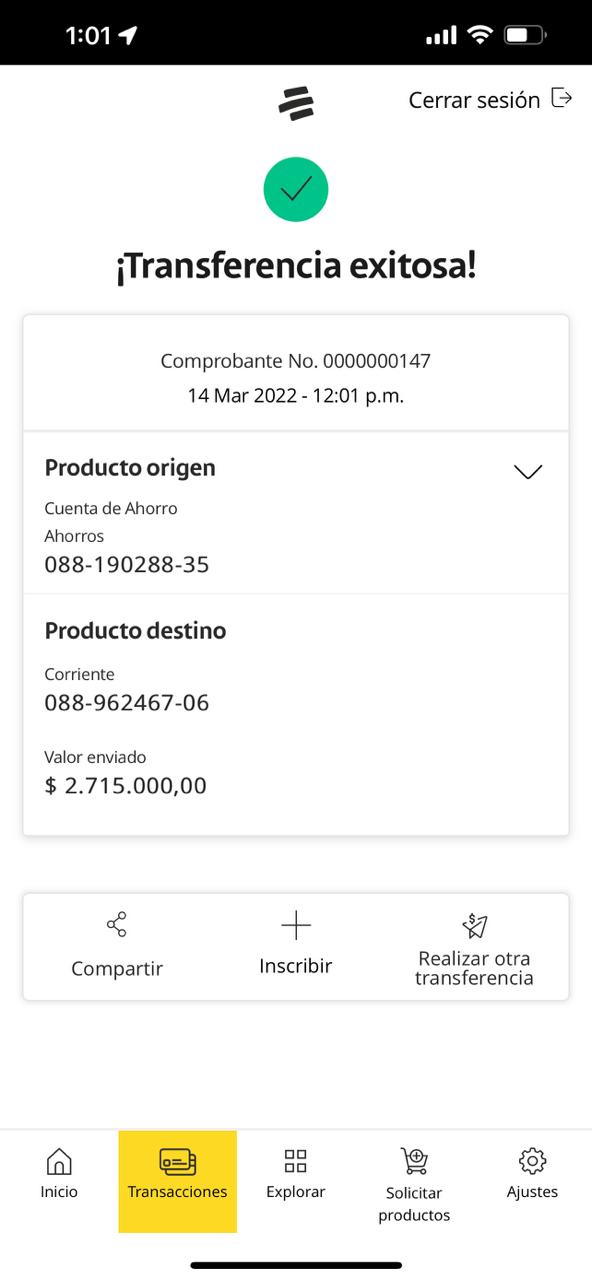 1:01
Cerrar sesión
¡Transferencia exitosa!
Comprobante No. 0000000147
14 Mar 2022 - 12:01 p.m.
Producto origen
Cuenta de Ahorro
Ahorros
088-190288-35
Producto destino
Corriente
088-962467-06
Valor enviado
$ 2.715.000,00
Compartir
Inscribir
Realizar otra
transferencia
Inicio
Transacciones
Explorar
Solicitar
productos
Ajustes